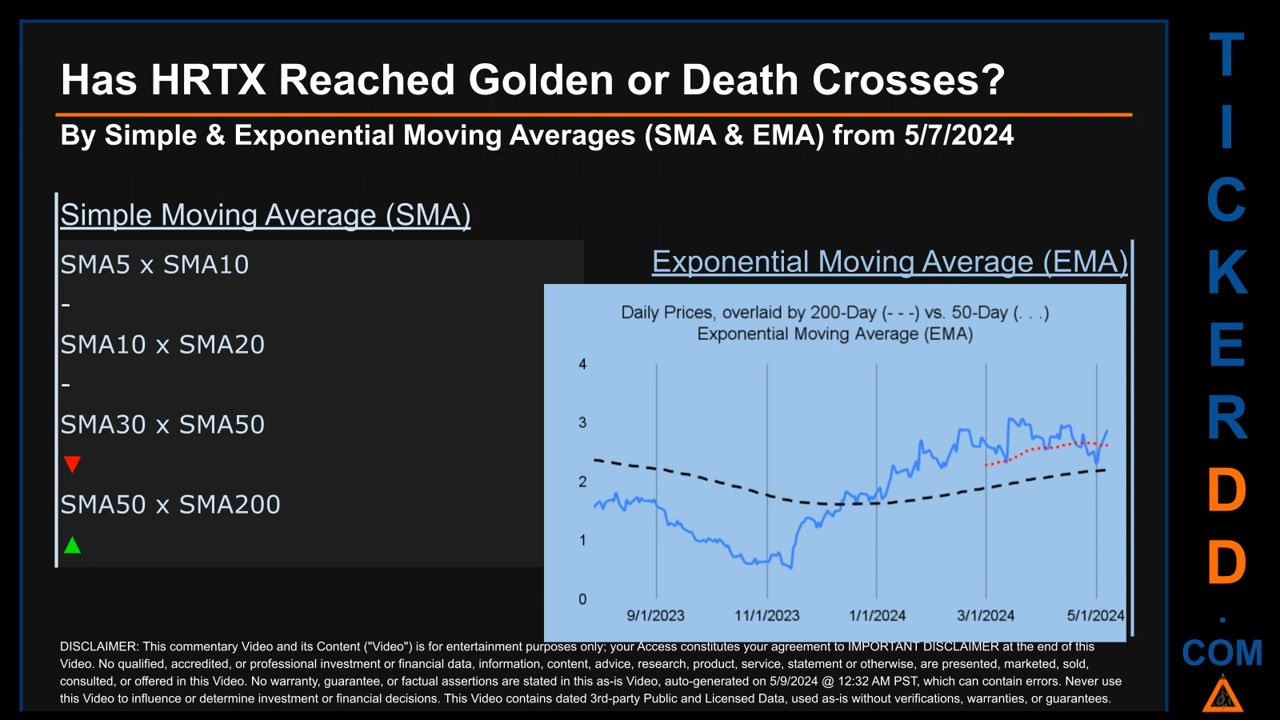 Has HRTX Reached Golden or Death Crosses?
By Simple & Exponential Moving Averages (SMA & EMA) from 5/7/2024
Simple Moving Average (SMA)
SMA5 x SMA10
-
SMA10 x SMA20
-
SMA30 x SMA50
▼
SMA50 x SMA200
▲
Exponential Moving Average (EMA)
Daily Prices, overlaid by 200-Day (- - -) vs. 50-Day (. . .)
Exponential Moving Average (EMA)
4
3
2
1
0
9/1/2023 11/1/2023 1/1/2024 3/1/2024 5/1/2024
DISCLAIMER: This commentary Video and its Content ("Video") is for entertainment purposes only; your Access constitutes your agreement to IMPORTANT DISCLAIMER at the end of this
Video. No qualified, accredited, or professional investment or financial data, information, content, advice, research, product, service, statement or otherwise, are presented, marketed, sold,
consulted, or offered in this Video. No warranty, guarantee, or factual assertions are stated in this as-is Video, auto-generated on 5/9/2024 @ 12:32 AM PST, which can contain errors. Never use
this Video to influence or determine investment or financial decisions. This Video contains dated 3rd-party Public and Licensed Data, used as-is without verifications, warranties, or guarantees.
T
I
C
K
E
R
D
D
.
COM